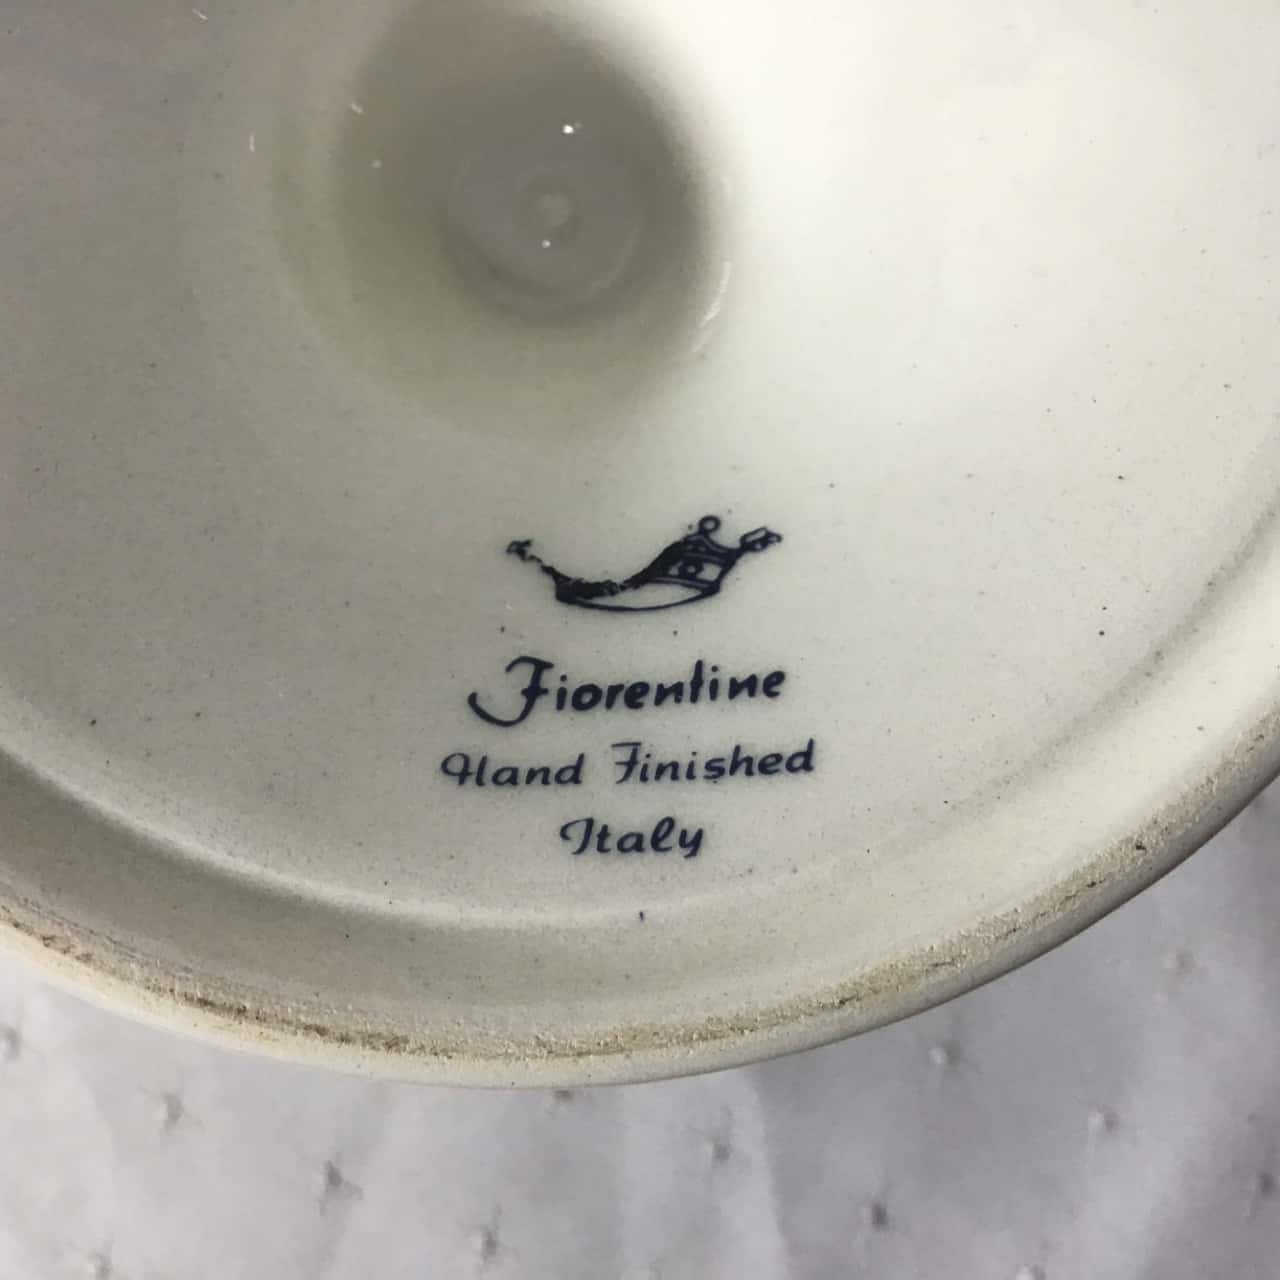 Fiorentine
Hand Finished
Italy